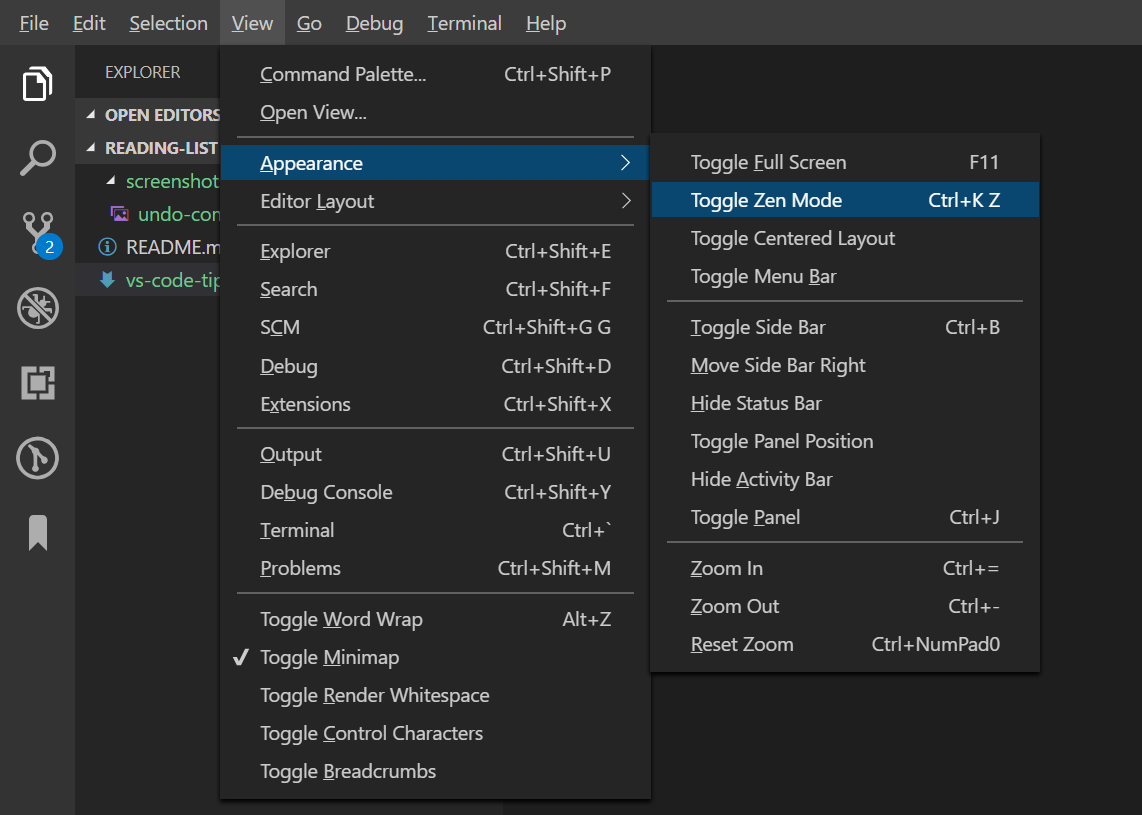 File Edit Selection View Go Debug Terminal Help
EXPLORER
OPEN EDITORS
READING-LIST
screenshot
undo-con
README.m
vs-code-tip
2
Command Palette... Ctrl+Shift+P
Open View...
Appearance
Editor Layout
Explorer Ctrl+Shift+E
Search Ctrl+Shift+F
SCM Ctrl+Shift+G G
Debug Ctrl+Shift+D
Extensions Ctrl+Shift+X
Output Ctrl+Shift+U
Debug Console Ctrl+Shift+Y
Terminal Ctrl+`
Problems Ctrl+Shift+M
Toggle Word Wrap Alt+Z
Toggle Minimap
Toggle Render Whitespace
Toggle Control Characters
Toggle Breadcrumbs
Toggle Full Screen F11
Toggle Zen Mode Ctrl+K Z
Toggle Centered Layout
Toggle Menu Bar
Toggle Side Bar Ctrl+B
Move Side Bar Right
Hide Status Bar
Toggle Panel Position
Hide Activity Bar
Toggle Panel Ctrl+J
Zoom In Ctrl+=
Zoom Out Ctrl+-
Reset Zoom Ctrl+NumPad0